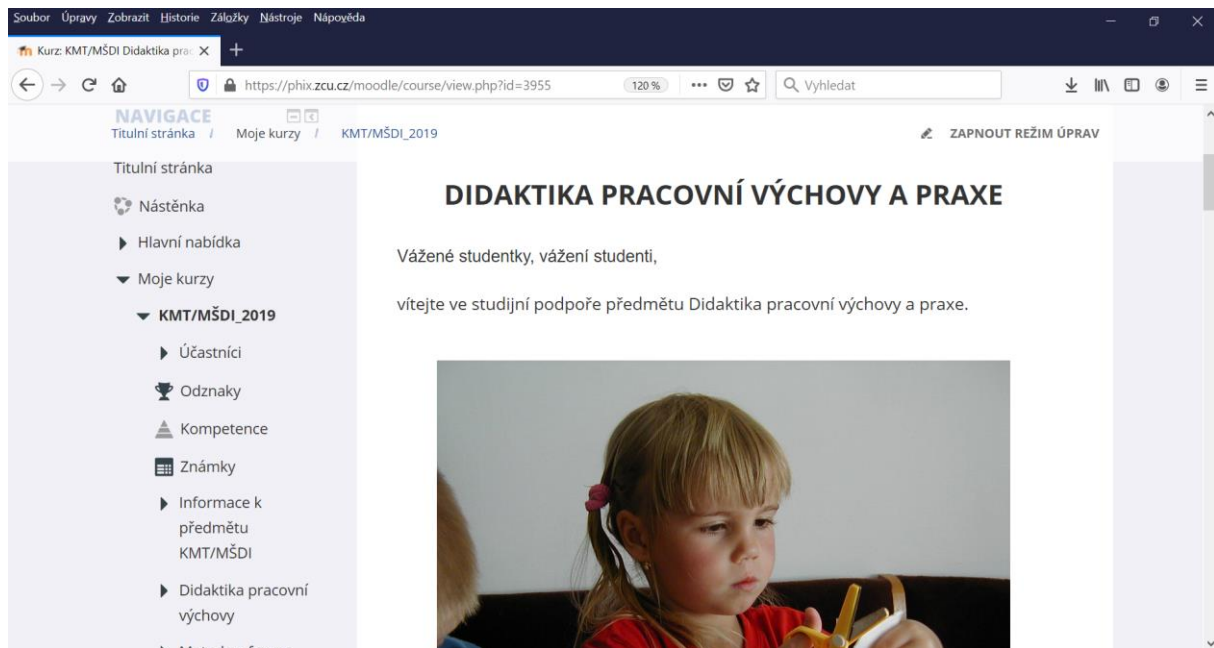 Soubor Úpravy Zobrazit Historie Záložky Nástroje Nápověda
Kurz: KMT/MŠDI Didaktika prac
https://phix.zcu.cz/moodle/course/view.php?id=3955 120 % Vyhledat
NAVIGACE
Titulní stránka / Moje kurzy / KMT/MŠDI_2019 ZAPNOUT REŽIM ÚPRAV
Titulní stránka
Nástěnka
Hlavní nabídka
Moje kurzy
KMT/MŠDI_2019
Účastníci
Odznaky
Kompetence
Známky
Informace k
předmětu
KMT/MŠDI
Didaktika pracovní
výchovy
DIDAKTIKA PRACOVNÍ VÝCHOVY A PRAXE
Vážené studentky, vážení studenti,
vítejte ve studijní podpoře předmětu Didaktika pracovní výchovy a praxe.